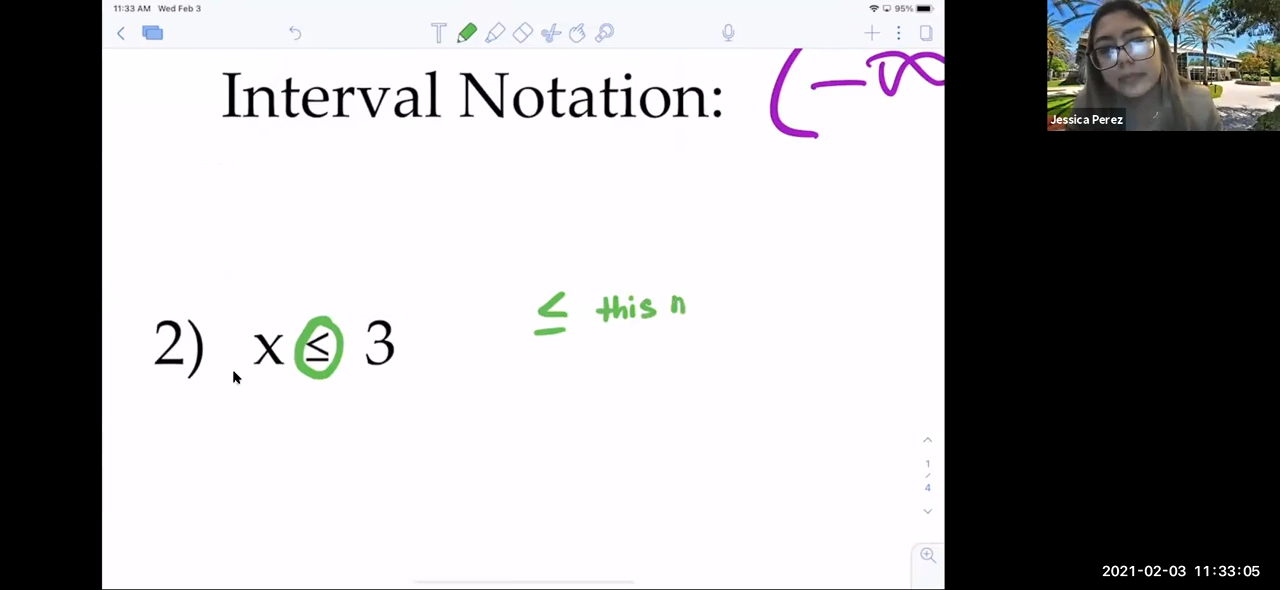 11:33 AM Wed Feb 3
95%
T
Interval Notation: (-∞
≤ this n
2) x ≤ 3
1
/
4
Jessica Perez
2021-02-03 11:33:05